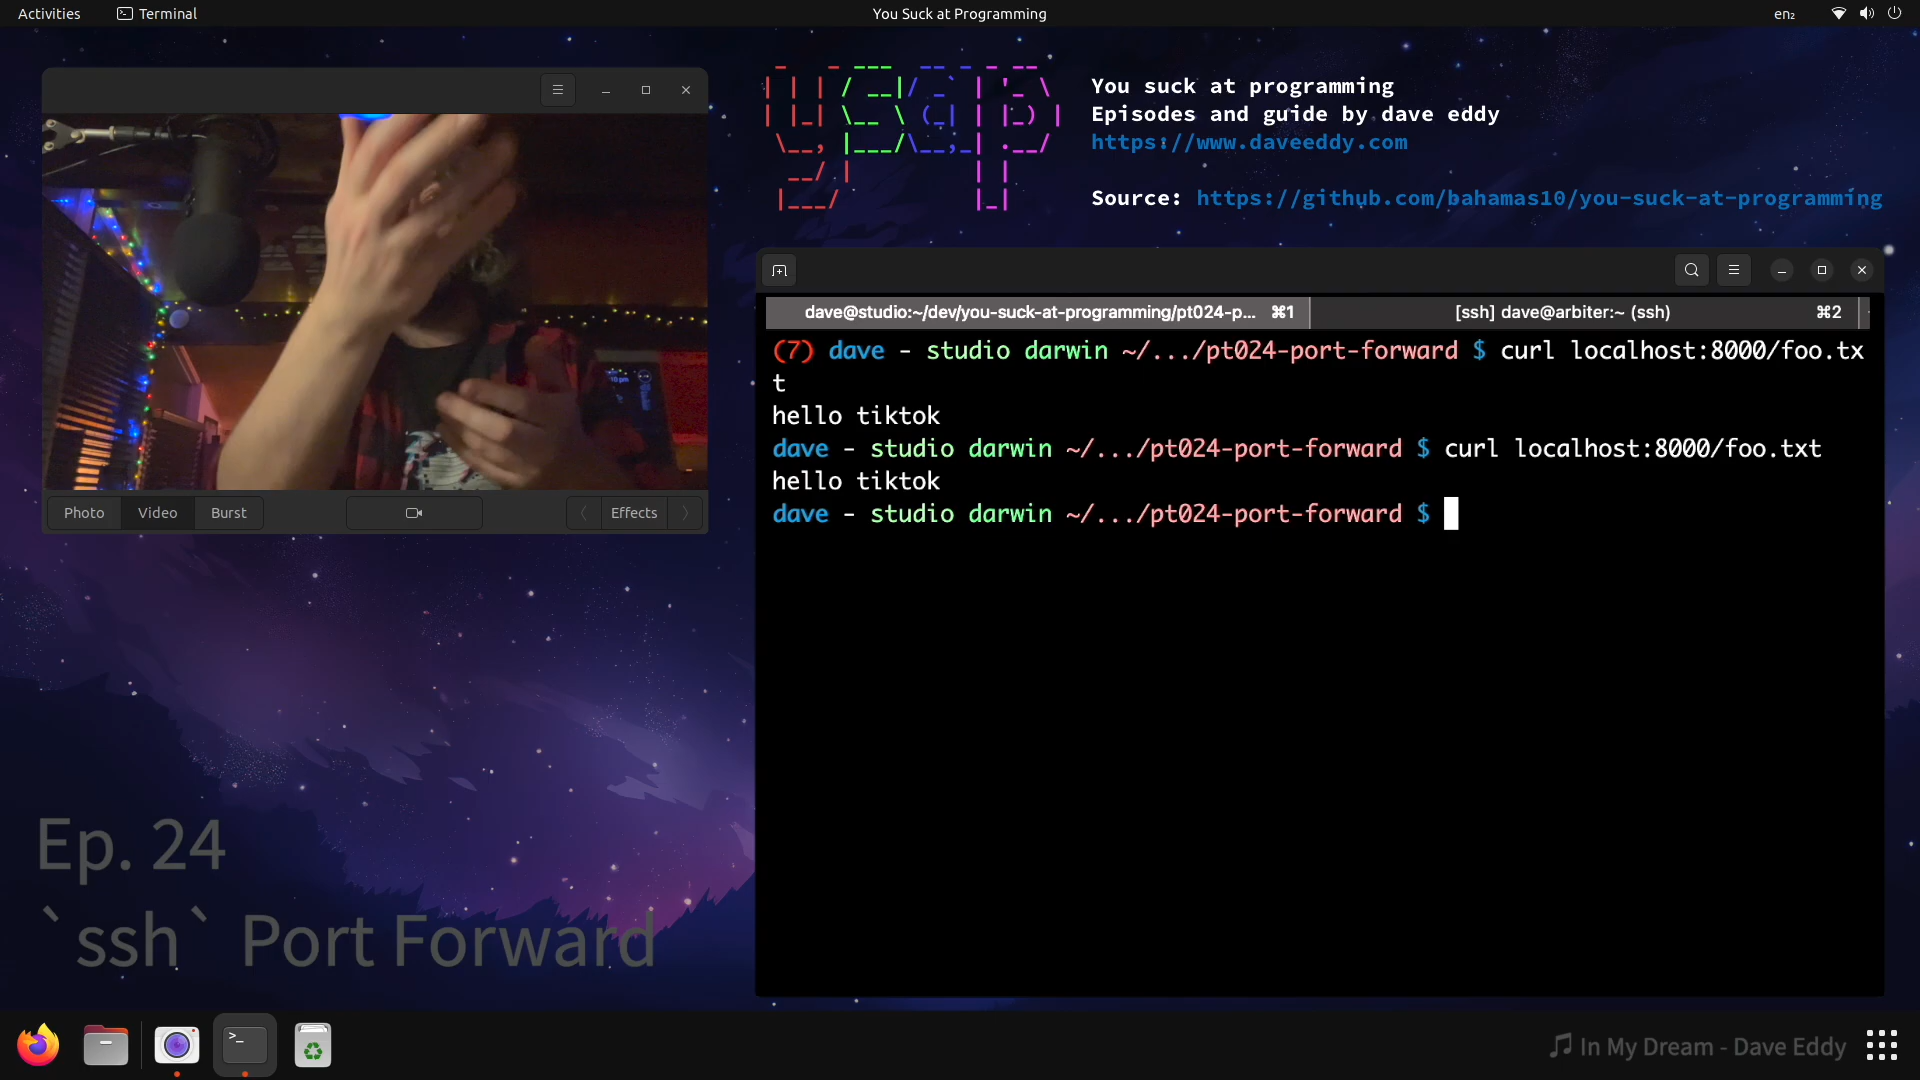 Activities
Terminal
You Suck at Programming
en₂
You suck at programming
Episodes and guide by dave eddy
https://www.daveeddy.com
Source: https://github.com/bahamas10/you-suck-at-programming
dave@studio:~/dev/you-suck-at-programming/pt024-p... ⌘1
[ssh] dave@arbiter:~ (ssh) ⌘2
(7) dave - studio darwin ~/.../pt024-port-forward $ curl localhost:8000/foo.tx
t
hello tiktok
dave - studio darwin ~/.../pt024-port-forward $ curl localhost:8000/foo.txt
hello tiktok
dave - studio darwin ~/.../pt024-port-forward $
Photo
Video
Burst
Effects
Ep. 24
`ssh` Port Forward
In My Dream - Dave Eddy